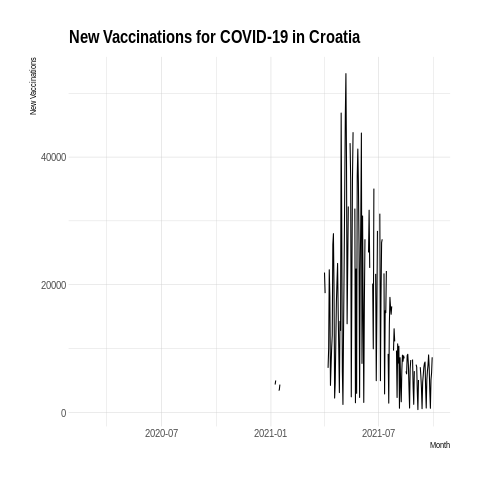 New Vaccinations for COVID-19 in Croatia
New Vaccinations
40000
20000
0
2020-07
2021-01
2021-07
Month